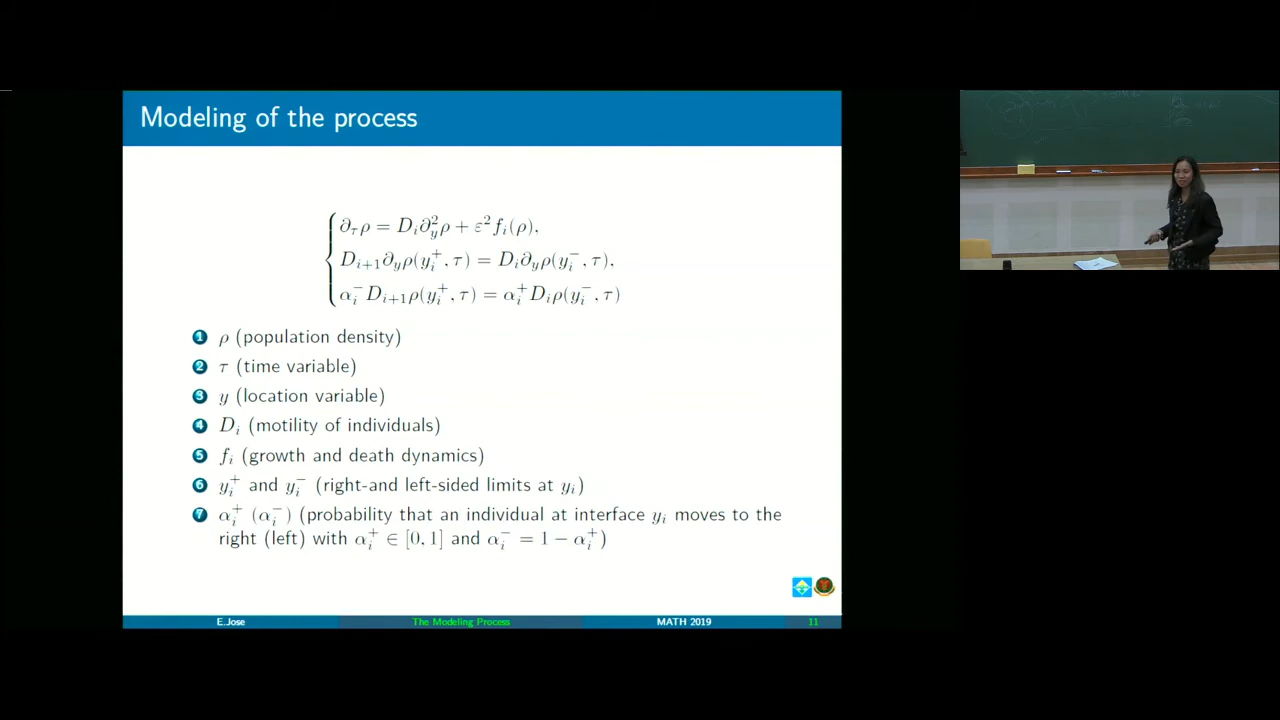 Modeling of the process
∂_τ ρ = D_i ∂_y^2 ρ + ε^2 f_i(ρ),
D_{i+1} ∂_y ρ(y_i^+, τ) = D_i ∂_y ρ(y_i^-, τ),
α_i^- D_{i+1} ρ(y_i^+, τ) = α_i^+ D_i ρ(y_i^-, τ)
1 ρ (population density)
2 τ (time variable)
3 y (location variable)
4 D_i (motility of individuals)
5 f_i (growth and death dynamics)
6 y_i^+ and y_i^- (right-and left-sided limits at y_i)
7 α_i^+ (α_i^-) (probability that an individual at interface y_i moves to the
right (left) with α_i^+ ∈ [0, 1] and α_i^- = 1 − α_i^+)
E.Jose The Modeling Process MATH 2019 11